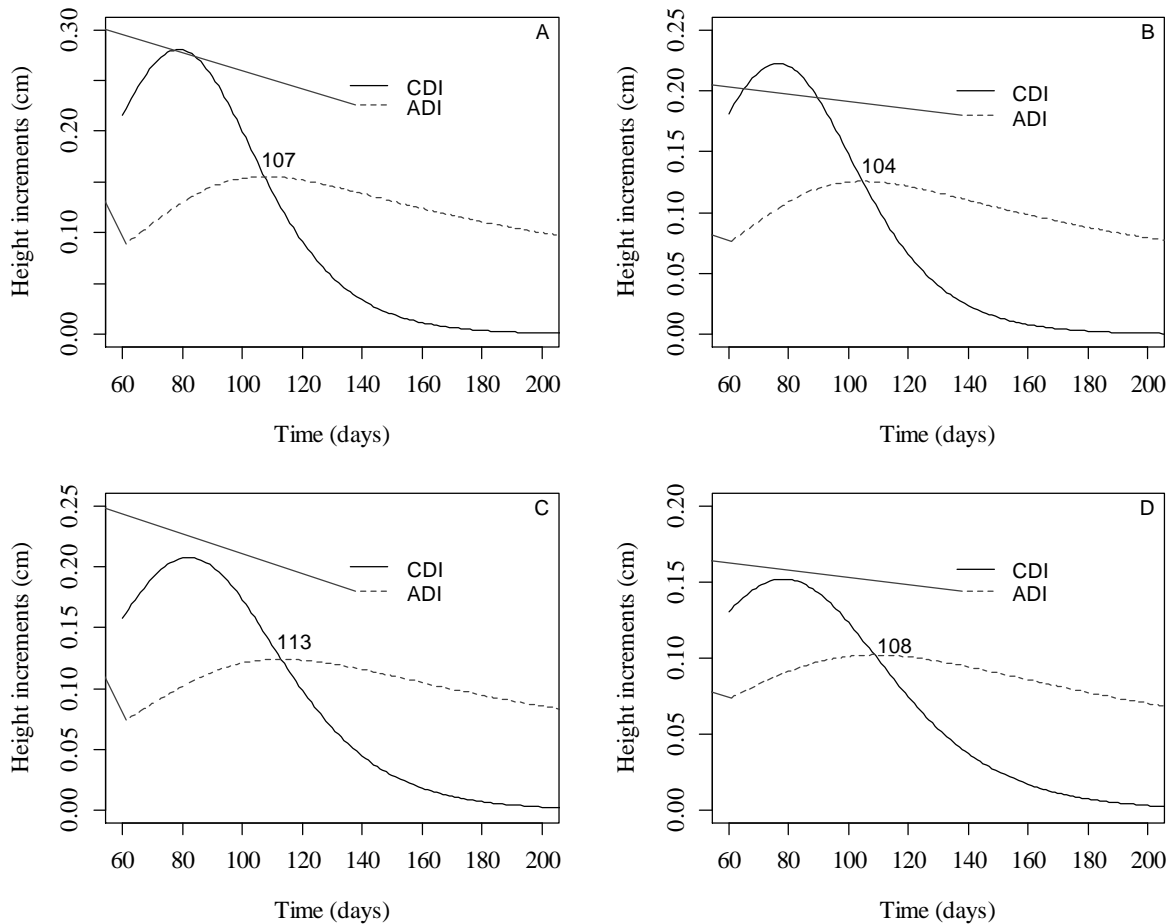 A
Height increments (cm)
0.00 0.10 0.20 0.30
CDI
ADI
107
60 80 100 120 140 160 180 200
Time (days)
B
Height increments (cm)
0.00 0.05 0.10 0.15 0.20 0.25
CDI
ADI
104
60 80 100 120 140 160 180 200
Time (days)
C
Height increments (cm)
0.00 0.05 0.10 0.15 0.20 0.25
CDI
ADI
113
60 80 100 120 140 160 180 200
Time (days)
D
Height increments (cm)
0.00 0.05 0.10 0.15 0.20
CDI
ADI
108
60 80 100 120 140 160 180 200
Time (days)